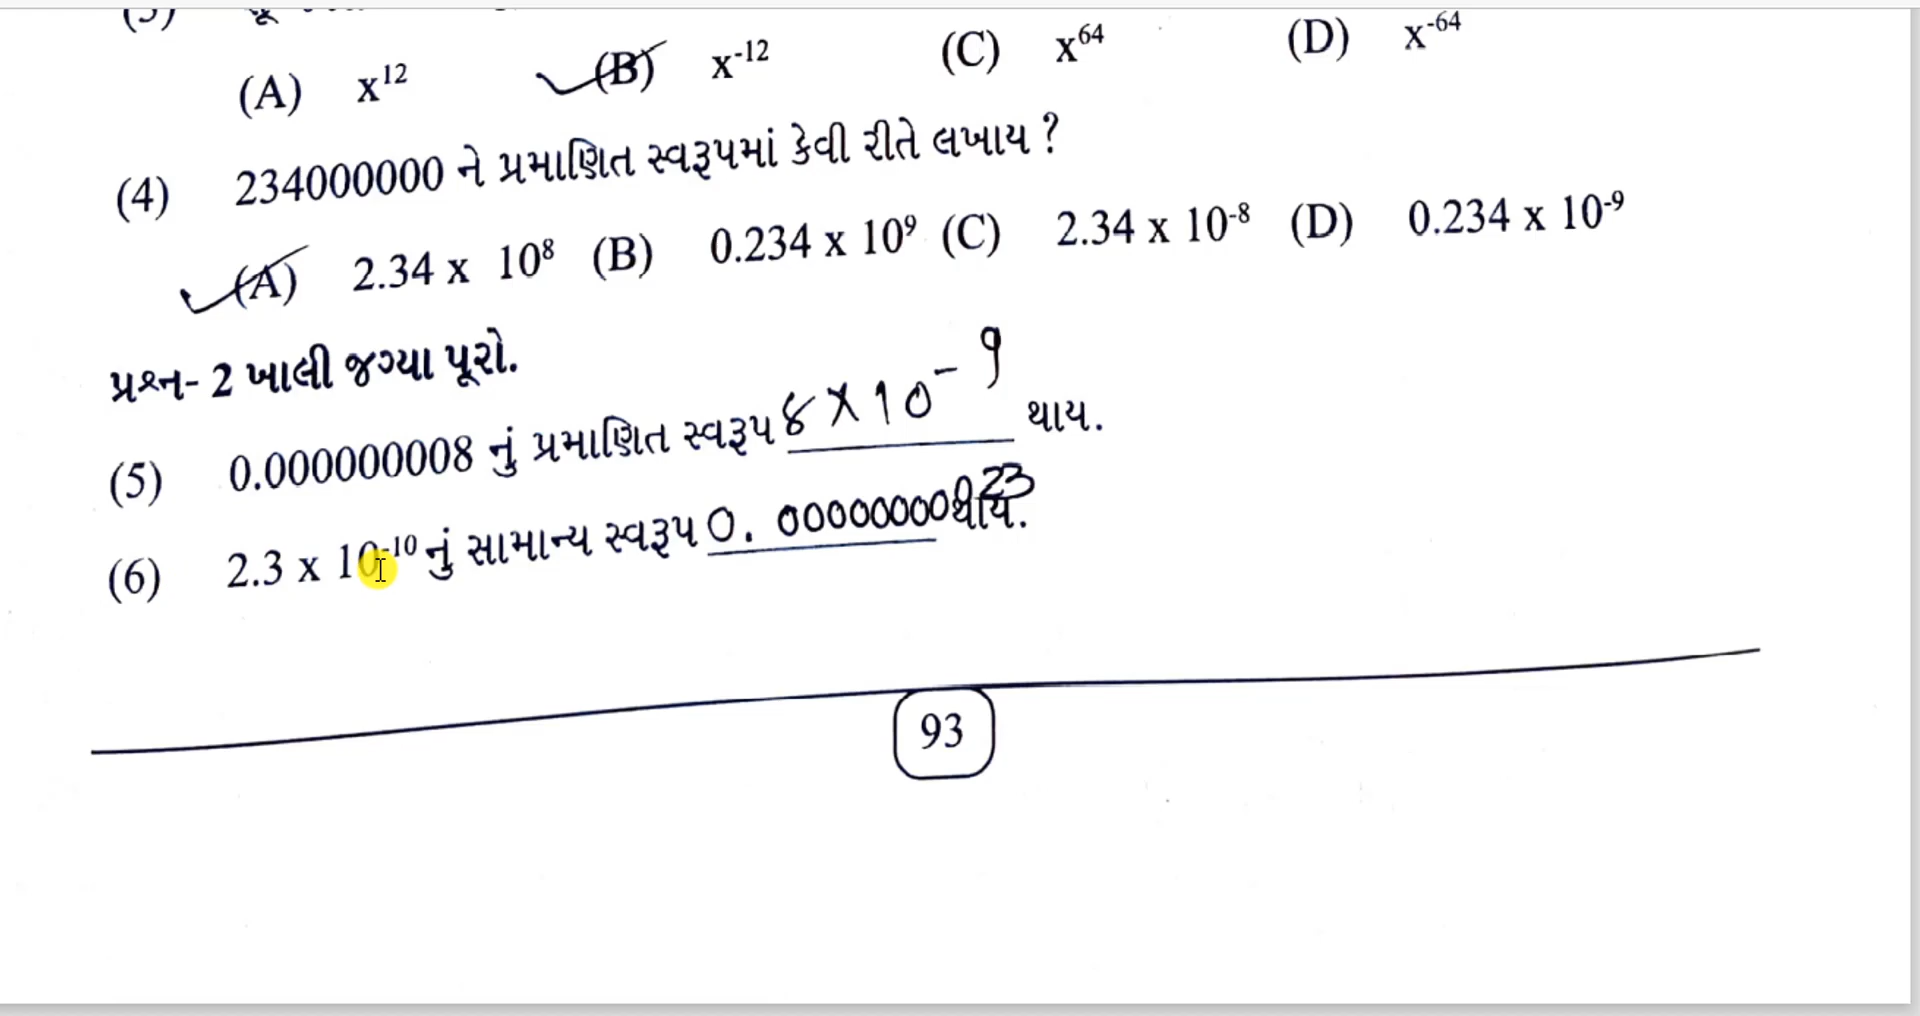 (A) x¹² (B) x⁻¹² (C) x⁶⁴ (D) x⁻⁶⁴
(4) 234000000 ને પ્રમાણિત સ્વરૂપમાં કેવી રીતે લખાય ?
(A) 2.34 x 10⁸ (B) 0.234 x 10⁹ (C) 2.34 x 10⁻⁸ (D) 0.234 x 10⁻⁹
પ્રશ્ન- 2 ખાલી જગ્યા પૂરો.
(5) 0.000000008 નું પ્રમાણિત સ્વરૂપ 8 X 10⁻⁹ થાય.
(6) 2.3 x 10⁻¹⁰ નું સામાન્ય સ્વરૂપ 0.00000000023 થાય.
93